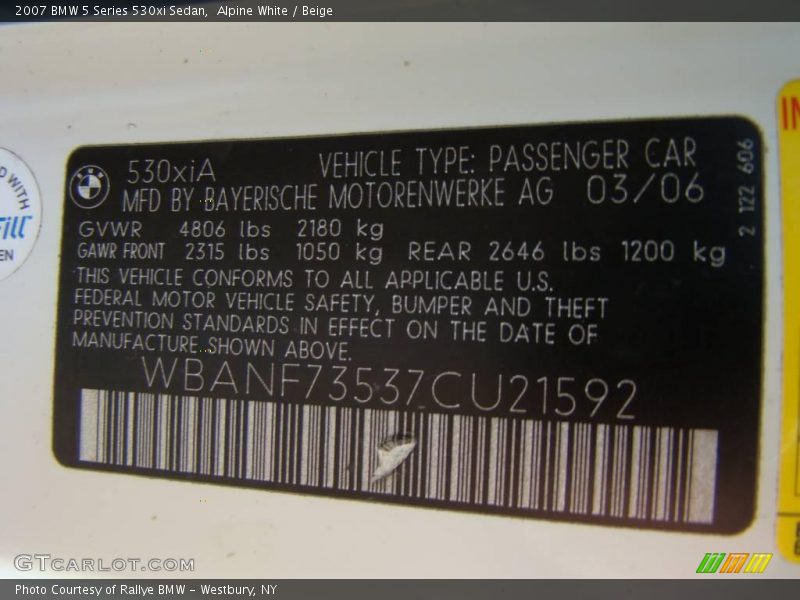 2007 BMW 5 Series 530xi Sedan,  Alpine White / Beige
530xiA VEHICLE TYPE: PASSENGER CAR
MFD BY BAYERISCHE MOTORENWERKE AG 03/06
GVWR 4806 lbs 2180 kg
GAWR FRONT 2315 lbs 1050 kg REAR 2646 lbs 1200 kg
THIS VEHICLE CONFORMS TO ALL APPLICABLE U.S.
FEDERAL MOTOR VEHICLE SAFETY, BUMPER AND THEFT
PREVENTION STANDARDS IN EFFECT ON THE DATE OF
MANUFACTURE SHOWN ABOVE.
WBANF73537CU21592
2 122 606
WITH
EN
IN
GTCARLOT.COM
Photo Courtesy of Rallye BMW – Westbury, NY